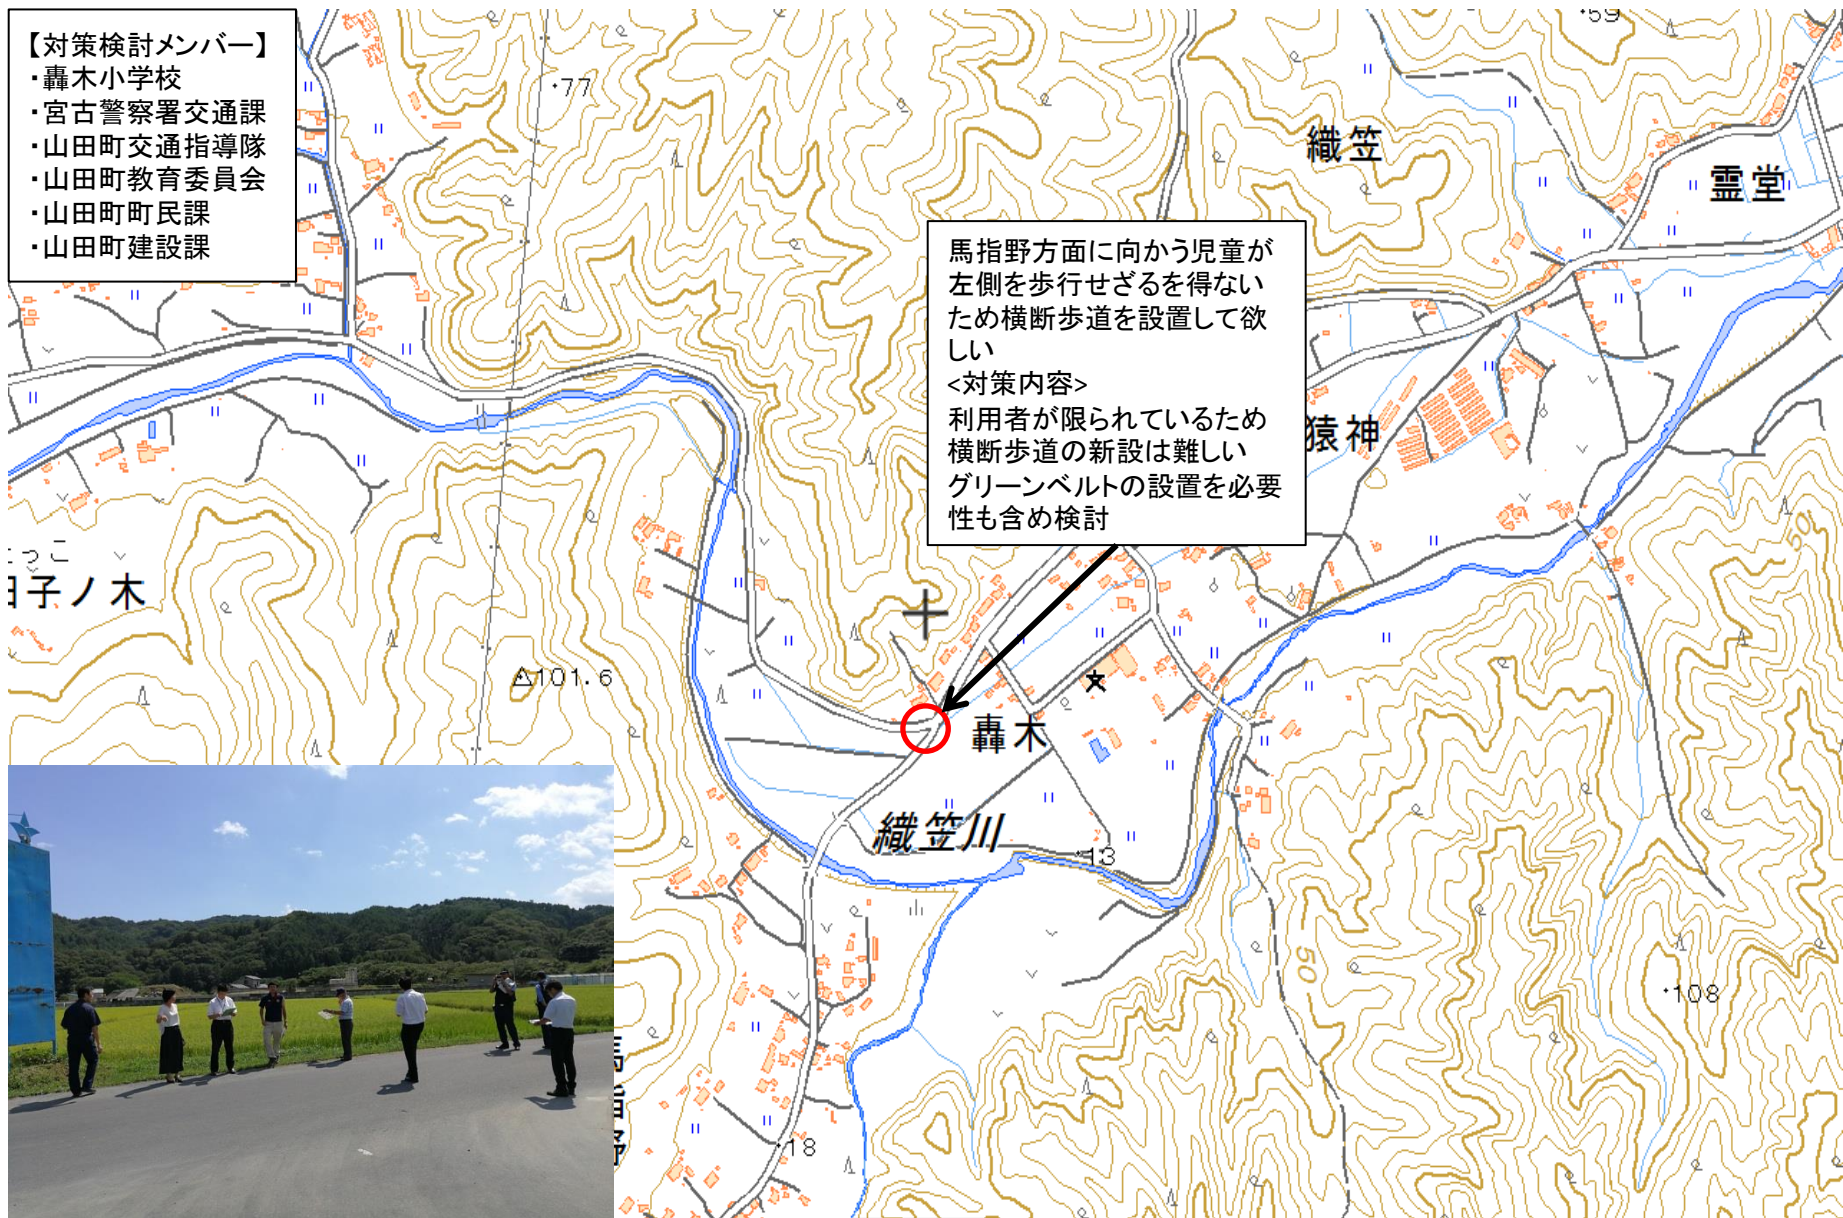 【対策検討メンバー】
・轟木小学校
・宮古警察署交通課
・山田町交通指導隊
・山田町教育委員会
・山田町町民課
・山田町建設課
馬指野方面に向かう児童が
左側を歩行せざるを得ない
ため横断歩道を設置して欲
しい
<対策内容>
利用者が限られているため
横断歩道の新設は難しい
グリーンベルトの設置を必要
性も含め検討
59
77
織笠
霊堂
猿神
っこ
子ノ木
101.6
轟木
織笠川
13
50
50
108
18